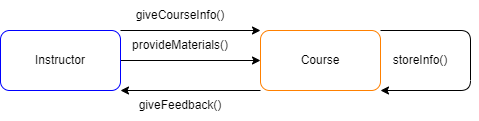 giveCourseInfo()
provideMaterials()
Instructor
Course
storeInfo()
giveFeedback()